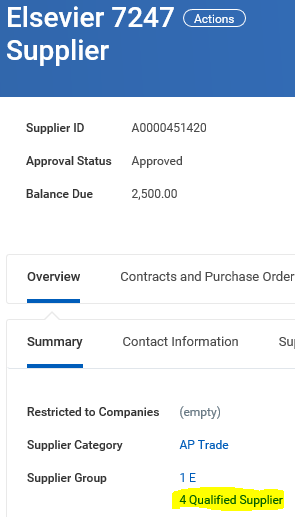 Elsevier 7247 Actions
Supplier
Supplier ID A0000451420
Approval Status Approved
Balance Due 2,500.00
Overview Contracts and Purchase Order
Summary Contact Information Su
Restricted to Companies (empty)
Supplier Category AP Trade
Supplier Group 1 E
4 Qualified Supplier